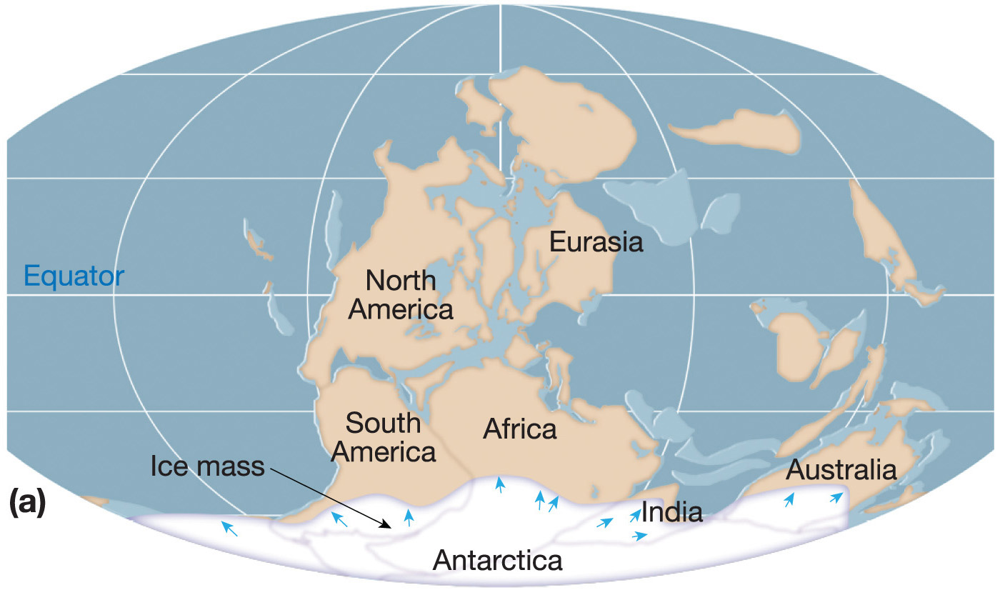 Eurasia
Equator
North
America
South
America
Africa
Ice mass
Australia
(a)
India
Antarctica